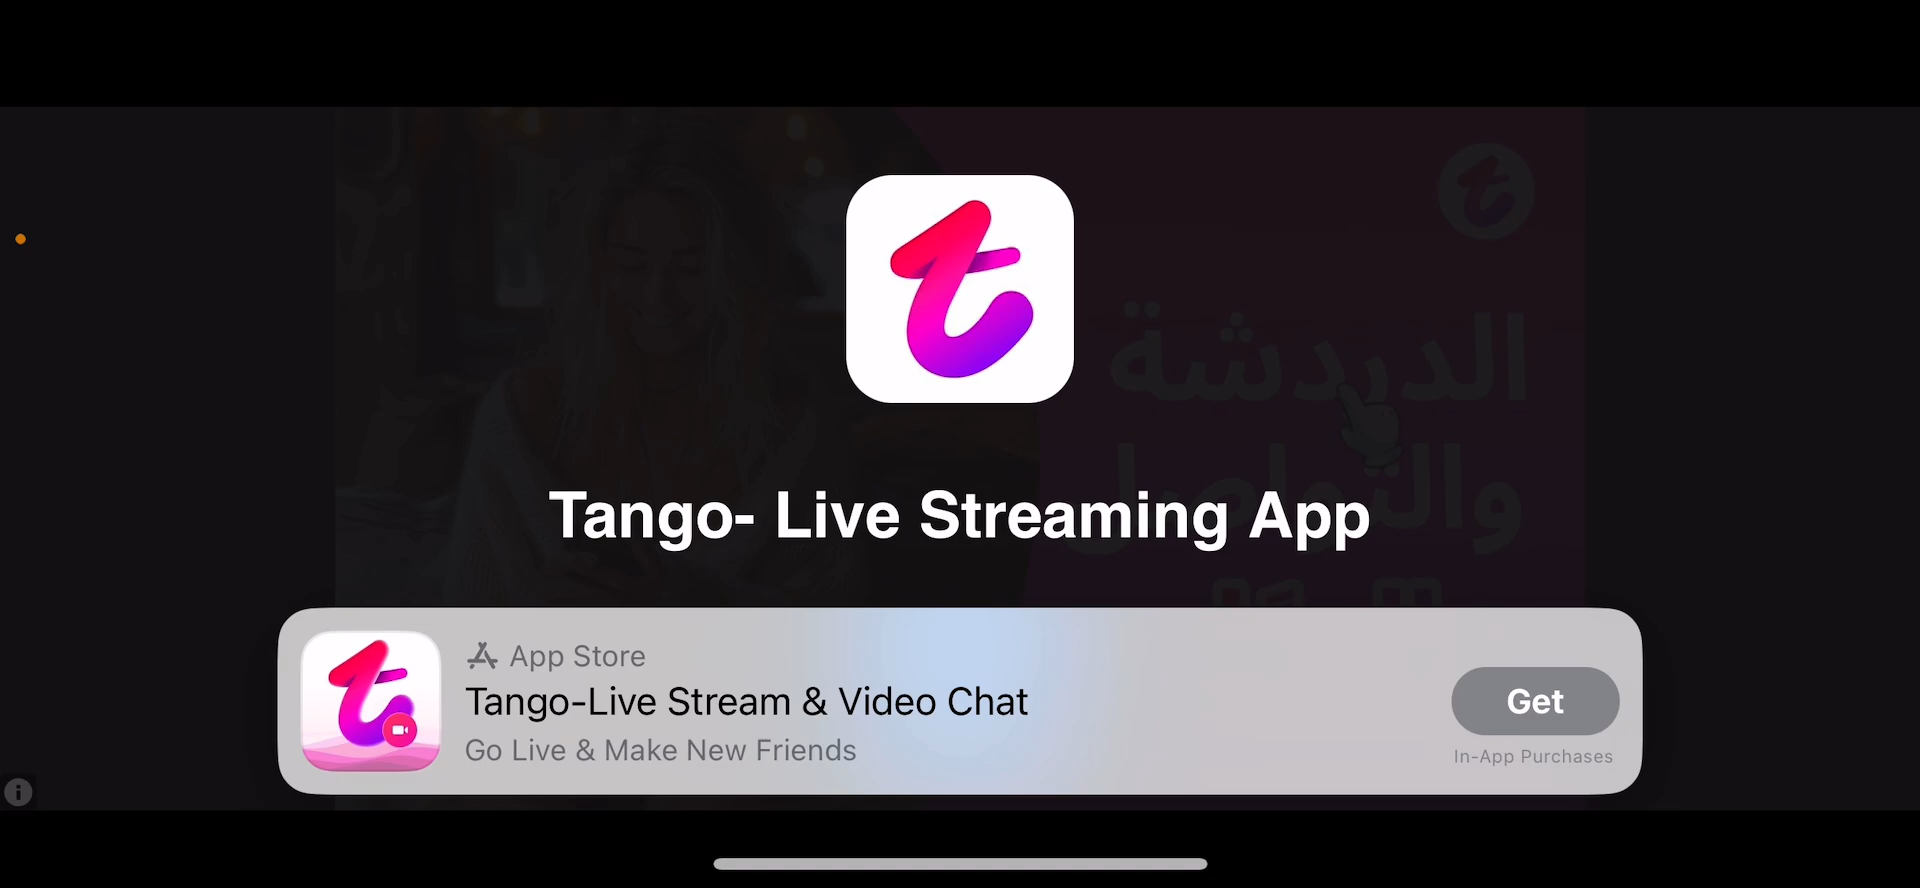 الدردشة
والتواصل
Tango- Live Streaming App
App Store
Tango-Live Stream & Video Chat
Go Live & Make New Friends
Get
In-App Purchases